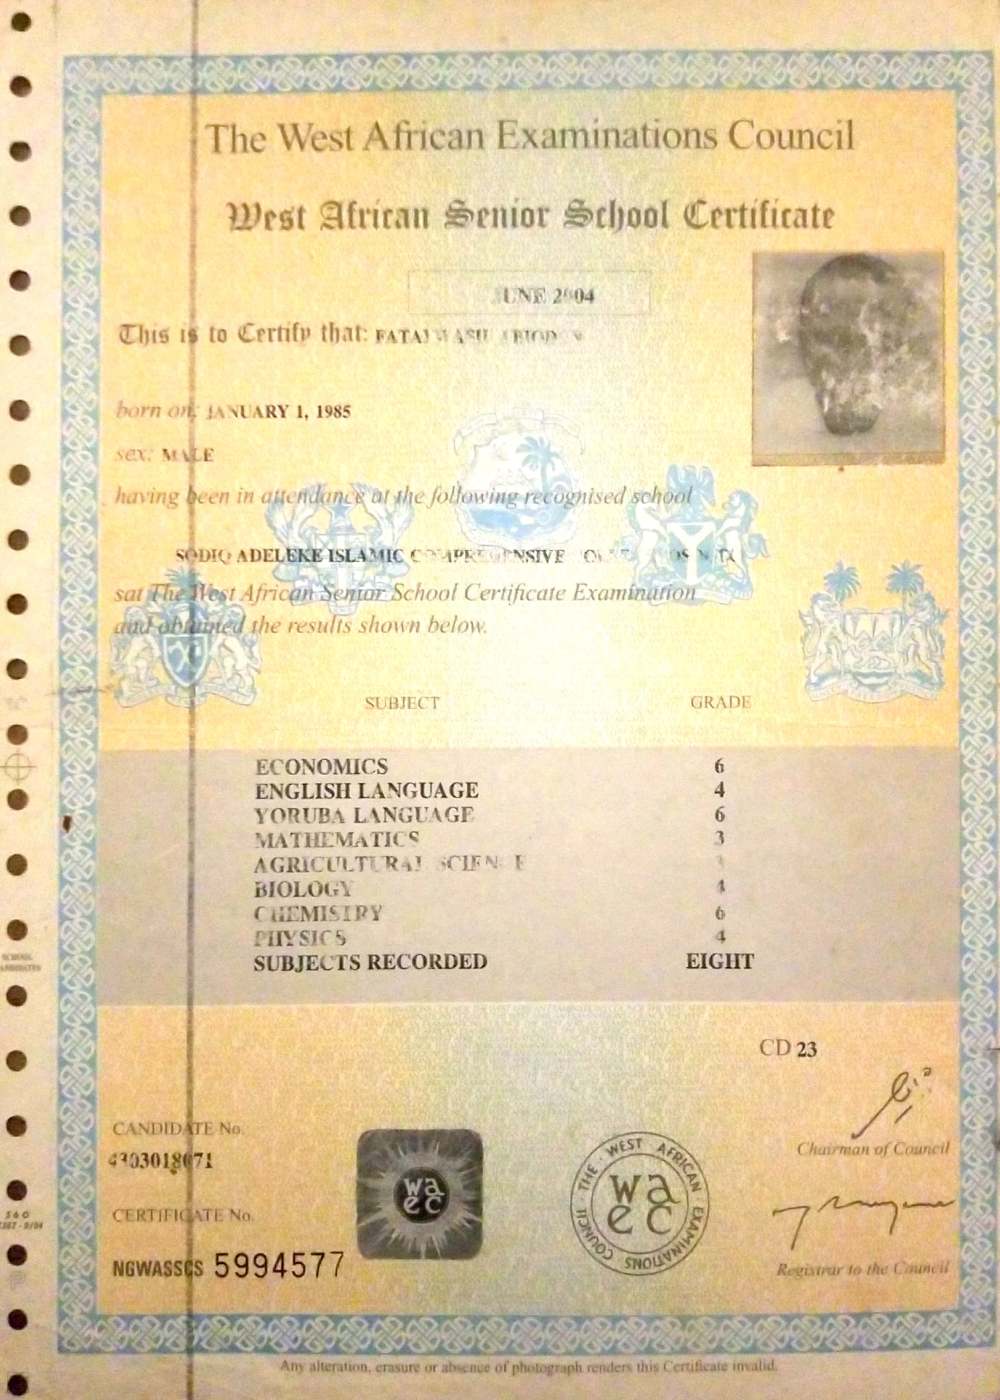 The West African Examinations Council
West African Senior School Certificate
JUNE 2004
This is to Certify that:
born on: JANUARY 1, 1985
sex: MALE
having been in attendance at the following recognised school
SODIQ ADELEKE ISLAMIC COMPREHENSIVE
sat The West African Senior School Certificate Examination
and obtained the results shown below.
SUBJECT GRADE
ECONOMICS 6
ENGLISH LANGUAGE 4
YORUBA LANGUAGE 6
MATHEMATICS 3
AGRICULTURAL SCIENCE
BIOLOGY 4
CHEMISTRY 6
PHYSICS 4
SUBJECTS RECORDED EIGHT
CD 23
Chairman of Council
CANDIDATE No.
4303018071
CERTIFICATE No.
NGWASSCS 5994577
waec
THE WEST AFRICAN EXAMINATIONS COUNCIL
waec
Registrar to the Council
Any alteration, erasure or absence of photograph renders this Certificate invalid.